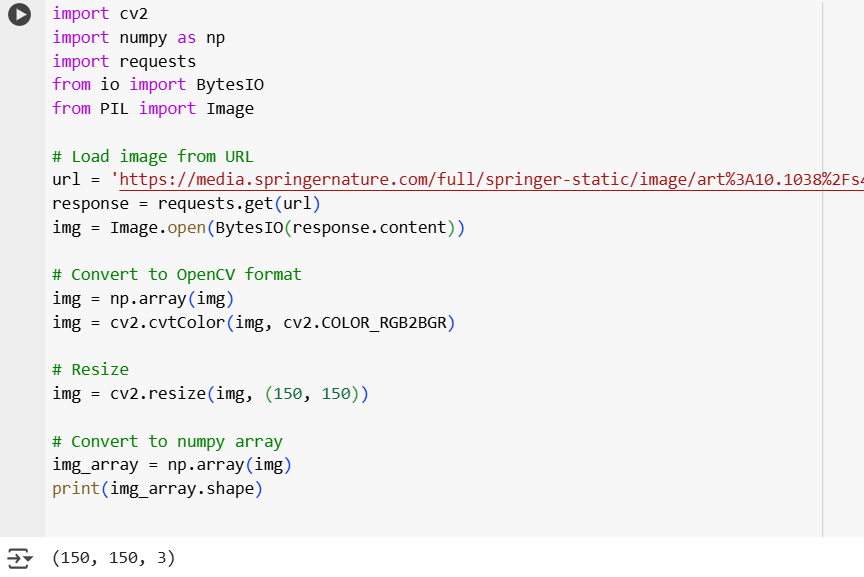 import cv2
import numpy as np
import requests
from io import BytesIO
from PIL import Image
# Load image from URL
url = 'https://media.springernature.com/full/springer-static/image/art%3A10.1038%2Fs4
response = requests.get(url)
img = Image.open(BytesIO(response.content))
# Convert to OpenCV format
img = np.array(img)
img = cv2.cvtColor(img, cv2.COLOR_RGB2BGR)
# Resize
img = cv2.resize(img, (150, 150))
# Convert to numpy array
img_array = np.array(img)
print(img_array.shape)
(150, 150, 3)